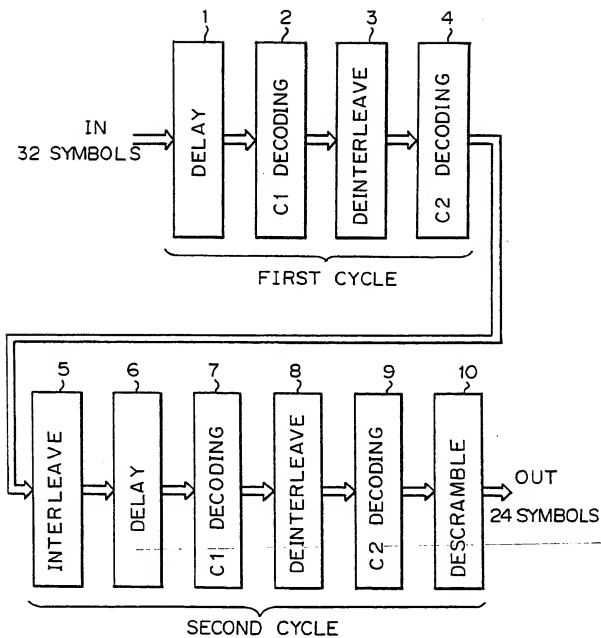 1 2 3 4
IN
32 SYMBOLS
DELAY
C1 DECODING
DEINTERLEAVE
C2 DECODING
FIRST CYCLE
5 6 7 8 9 10
INTERLEAVE
DELAY
C1 DECODING
DEINTERLEAVE
C2 DECODING
DESCRAMBLE
OUT
24 SYMBOLS
SECOND CYCLE